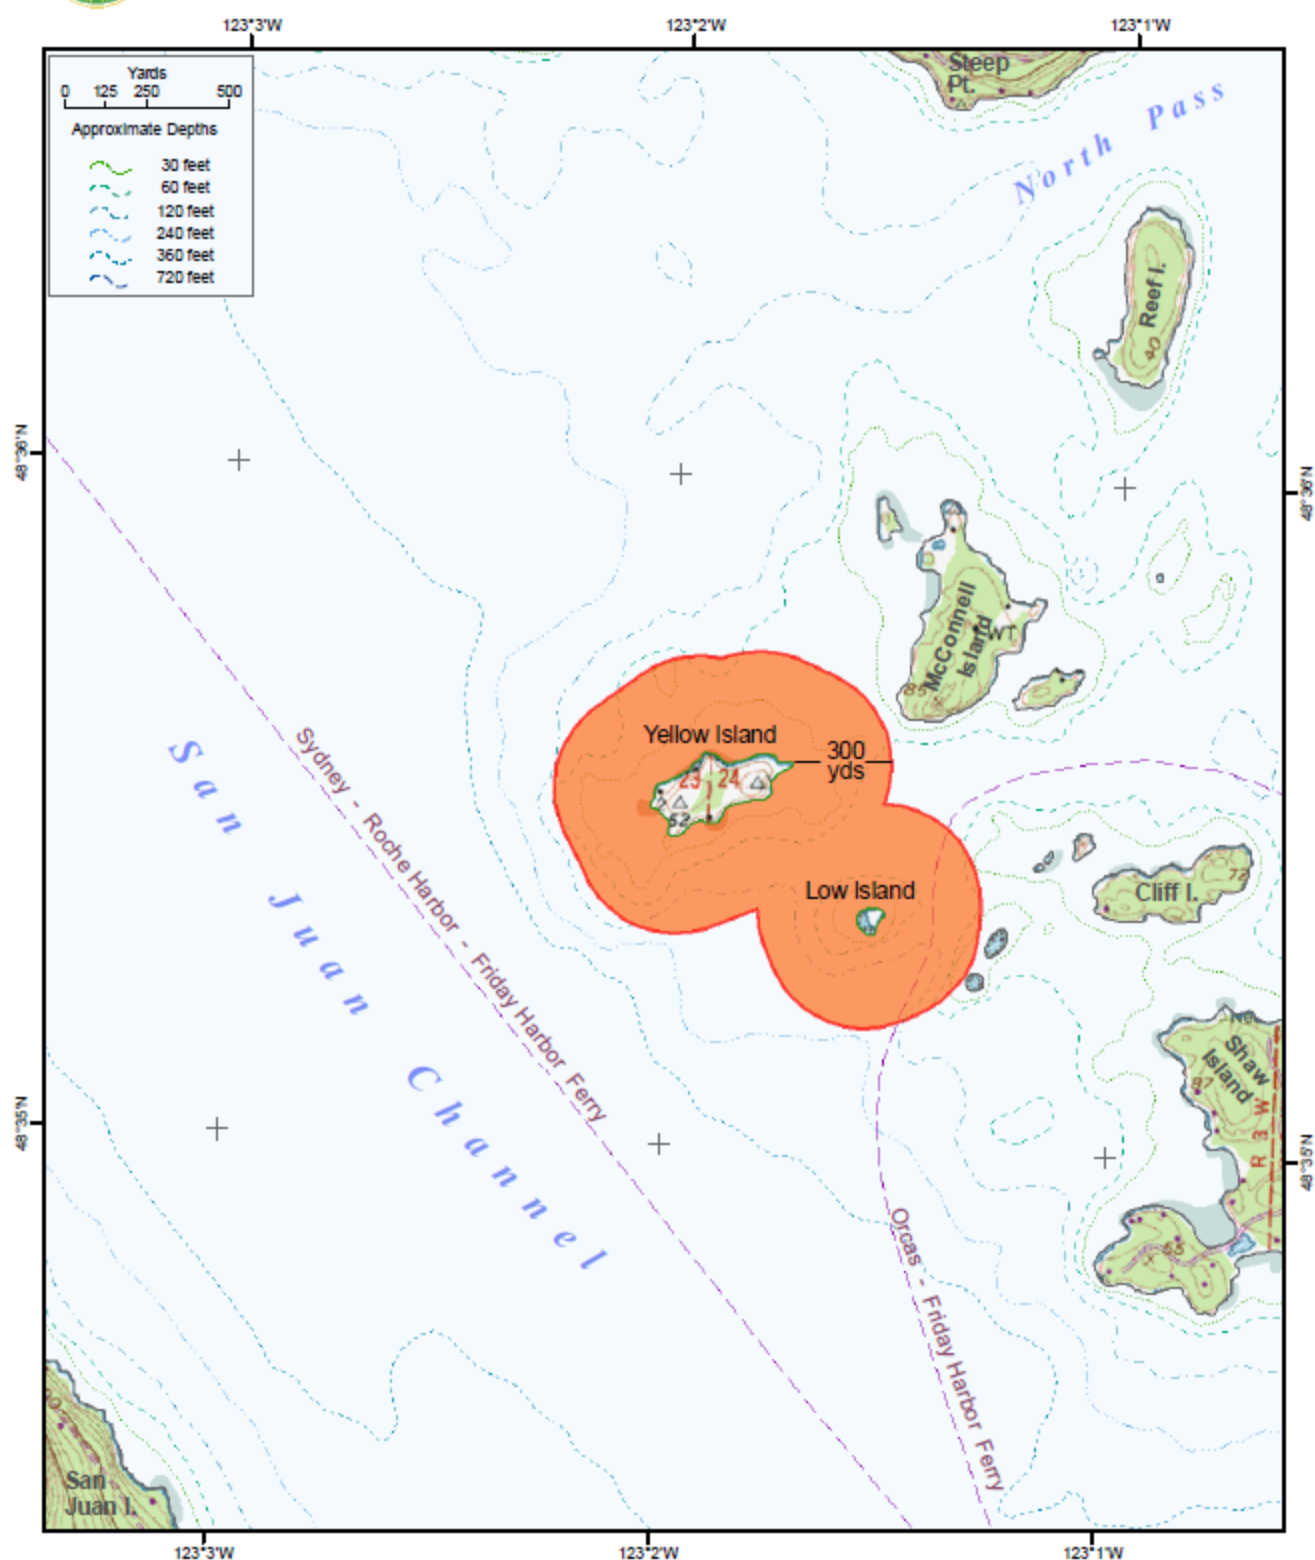 123°3'W 123°2'W 123°1'W
Yards
0 125 250 500
Approximate Depths
30 feet
60 feet
120 feet
240 feet
360 feet
720 feet
Steep
Pt.
North Pass
Reef I.
40
48°36'N
48°36'N
McConnell
Island
WT
85
Yellow Island
300
yds
23 24
52
Low Island
Cliff I.
72
San Juan Channel
Sydney - Roche Harbor - Friday Harbor Ferry
Shaw
Island
87
R 3 W
48°35'N
48°35'N
55
Orcas - Friday Harbor Ferry
San
Juan I.
123°3'W 123°2'W 123°1'W